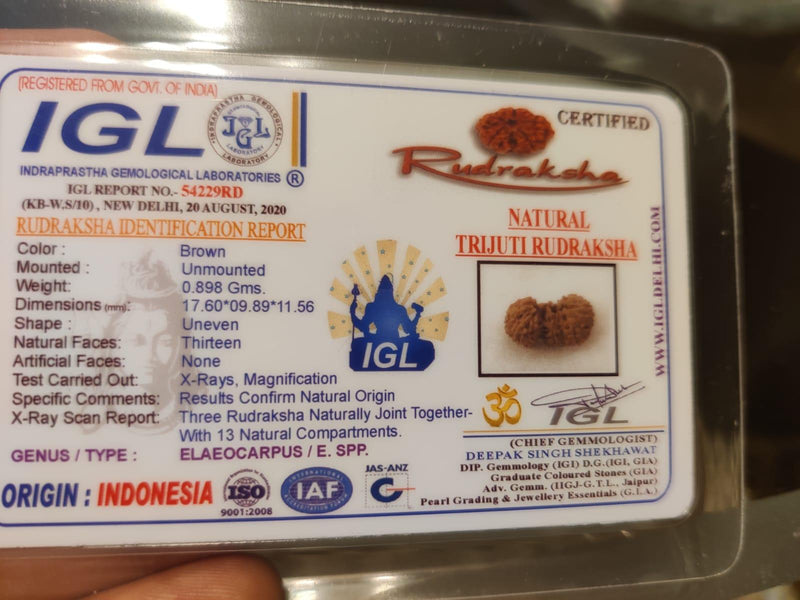 (REGISTERED FROM GOVT. OF INDIA)
IGL
INDRAPRASTHA GEMOLOGICAL LABORATORY
IGL
INDRAPRASTHA GEMOLOGICAL LABORATORIES ®
IGL REPORT NO.- 54229RD
(KB-W.S/10) , NEW DELHI, 20 AUGUST, 2020
RUDRAKSHA IDENTIFICATION REPORT
Color : Brown
Mounted : Unmounted
Weight: 0.898 Gms.
Dimensions (mm): 17.60*09.89*11.56
Shape : Uneven
Natural Faces: Thirteen
Artificial Faces: None
Test Carried Out: X-Rays, Magnification
Specific Comments: Results Confirm Natural Origin
X-Ray Scan Report: Three Rudraksha Naturally Joint Together-
With 13 Natural Compartments.
GENUS / TYPE : ELAEOCARPUS / E. SPP.
ORIGIN : INDONESIA
ISO
9001:2008
INTERNATIONAL
IAF
JAS-ANZ
IGL
CERTIFIED
Rudraksha
NATURAL
TRIJUTI RUDRAKSHA
WWW.IGLDELHI.COM
ॐ
IGL
(CHIEF GEMMOLOGIST)
DEEPAK SINGH SHEKHAWAT
DIP. Gemmology (IGI) D.G.(IGI, GIA)
Graduate Coloured Stones (GIA)
Adv. Gemm. (IIGJ-G.T.L., Jaipur)
Pearl Grading & Jewellery Essentials (G.I.A)